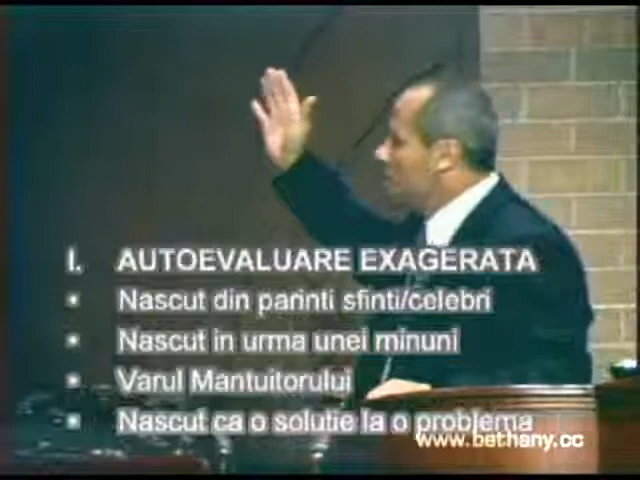 I. AUTOEVALUARE EXAGERATA
▪ Nascut din parinti sfinti/celebri
▪ Nascut in urma unei minuni
▪ Varul Mantuitorului
▪ Nascut ca o solutie la o problema
www.bethany.cc